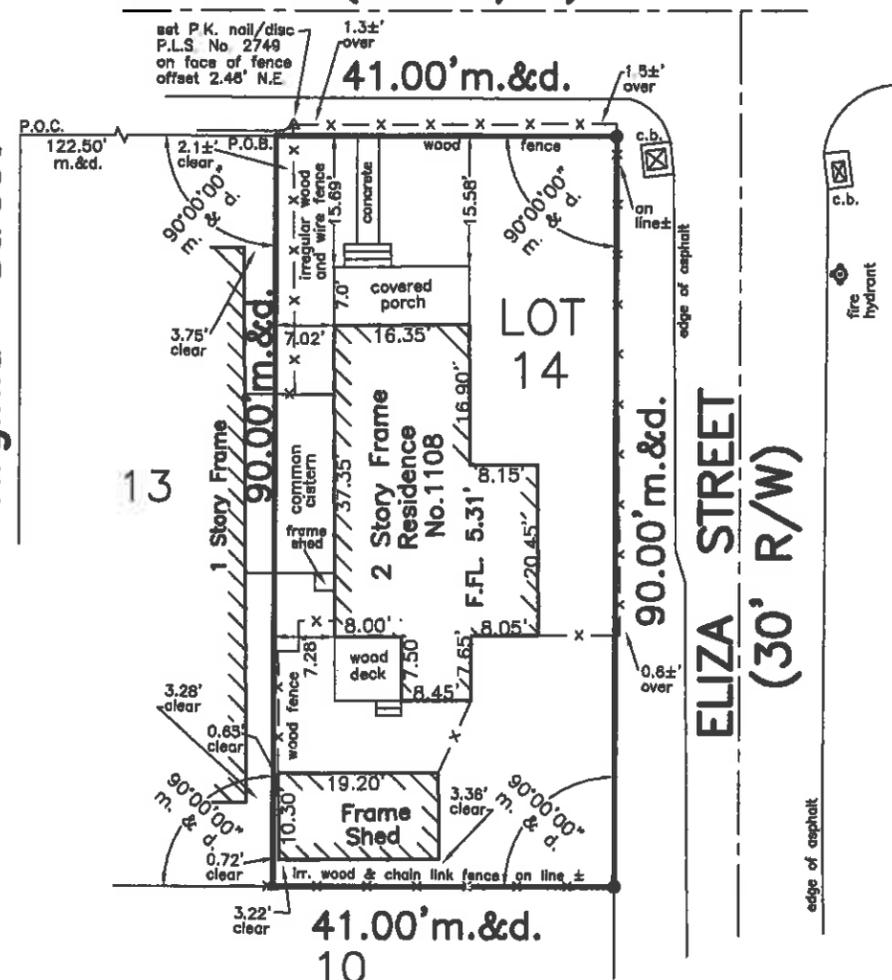 set P.K. nail/disc
P.L.S. No. 2749
on face of fence
offset 2.46' N.E.
1.3±'
over
41.00'm.&d.
1.5±'
over
P.O.C.
122.50'
m.&d.
2.1±'
clear
P.O.B.
wood fence
c.b.
c.b.
90°00'00"
m. & d.
irregular wood
and wire fence
15.69'
concrete
15.58'
90°00'00"
m. & d.
on
line±
edge of asphalt
fire
hydrant
covered
porch
7.0'
LOT
14
3.75'
clear
90.00'm.&d.
7.02'
16.35'
16.90'
13
1 Story Frame
common
cistern
frame
shed
37.35'
2 Story Frame
Residence
No.1108
F.FL. 5.31'
8.15'
20.45'
90.00'm.&d.
ELIZA STREET
(30' R/W)
8.00'
8.05'
7.28'
wood
deck
7.50'
7.65'
8.45'
0.6±'
over
3.28'
clear
0.63'
clear
wood fence
90°00'00"
m. & d.
19.20'
10.30'
Frame
Shed
3.36'
clear
90°00'00"
m. & d.
edge of asphalt
0.72'
clear
irr. wood & chain link fence on line ±
3.22'
clear
41.00'm.&d.
10